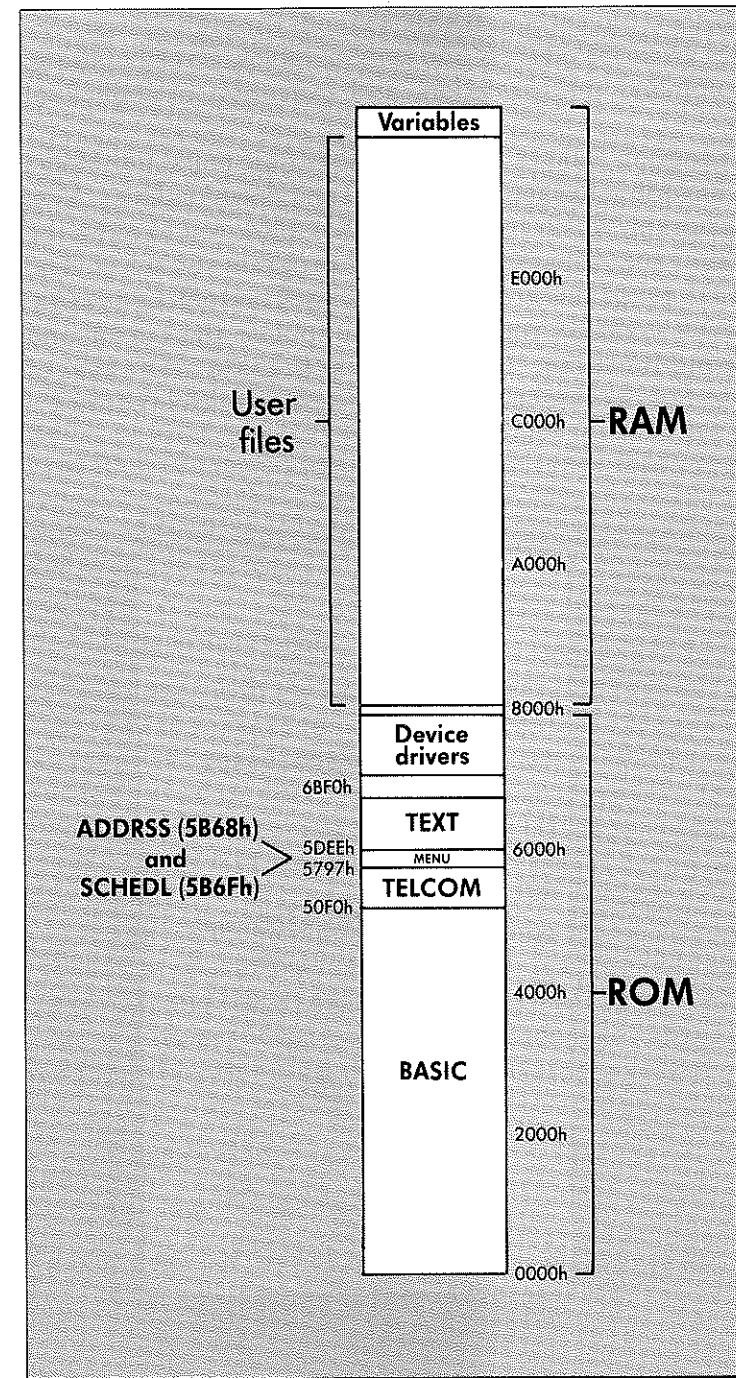 Variables
E000h
User
files
C000h
RAM
A000h
8000h
Device
drivers
6BF0h
TEXT
ADDRSS (5B68h)
and
SCHEDL (5B6Fh)
5DEEh
MENU
6000h
5797h
TELCOM
50F0h
4000h
ROM
BASIC
2000h
0000h